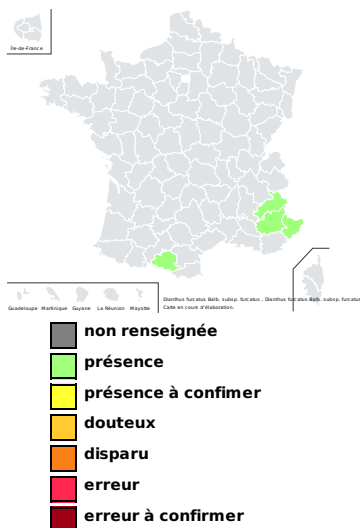 Île-de-France
Guadeloupe Martinique Guyane La Réunion Mayotte
Dianthus furcatus Balb. subsp. furcatus , Dianthus furcatus Balb. subsp. furcatus
Carte en cours d'élaboration.
non renseignée
présence
présence à confimer
douteux
disparu
erreur
erreur à confirmer